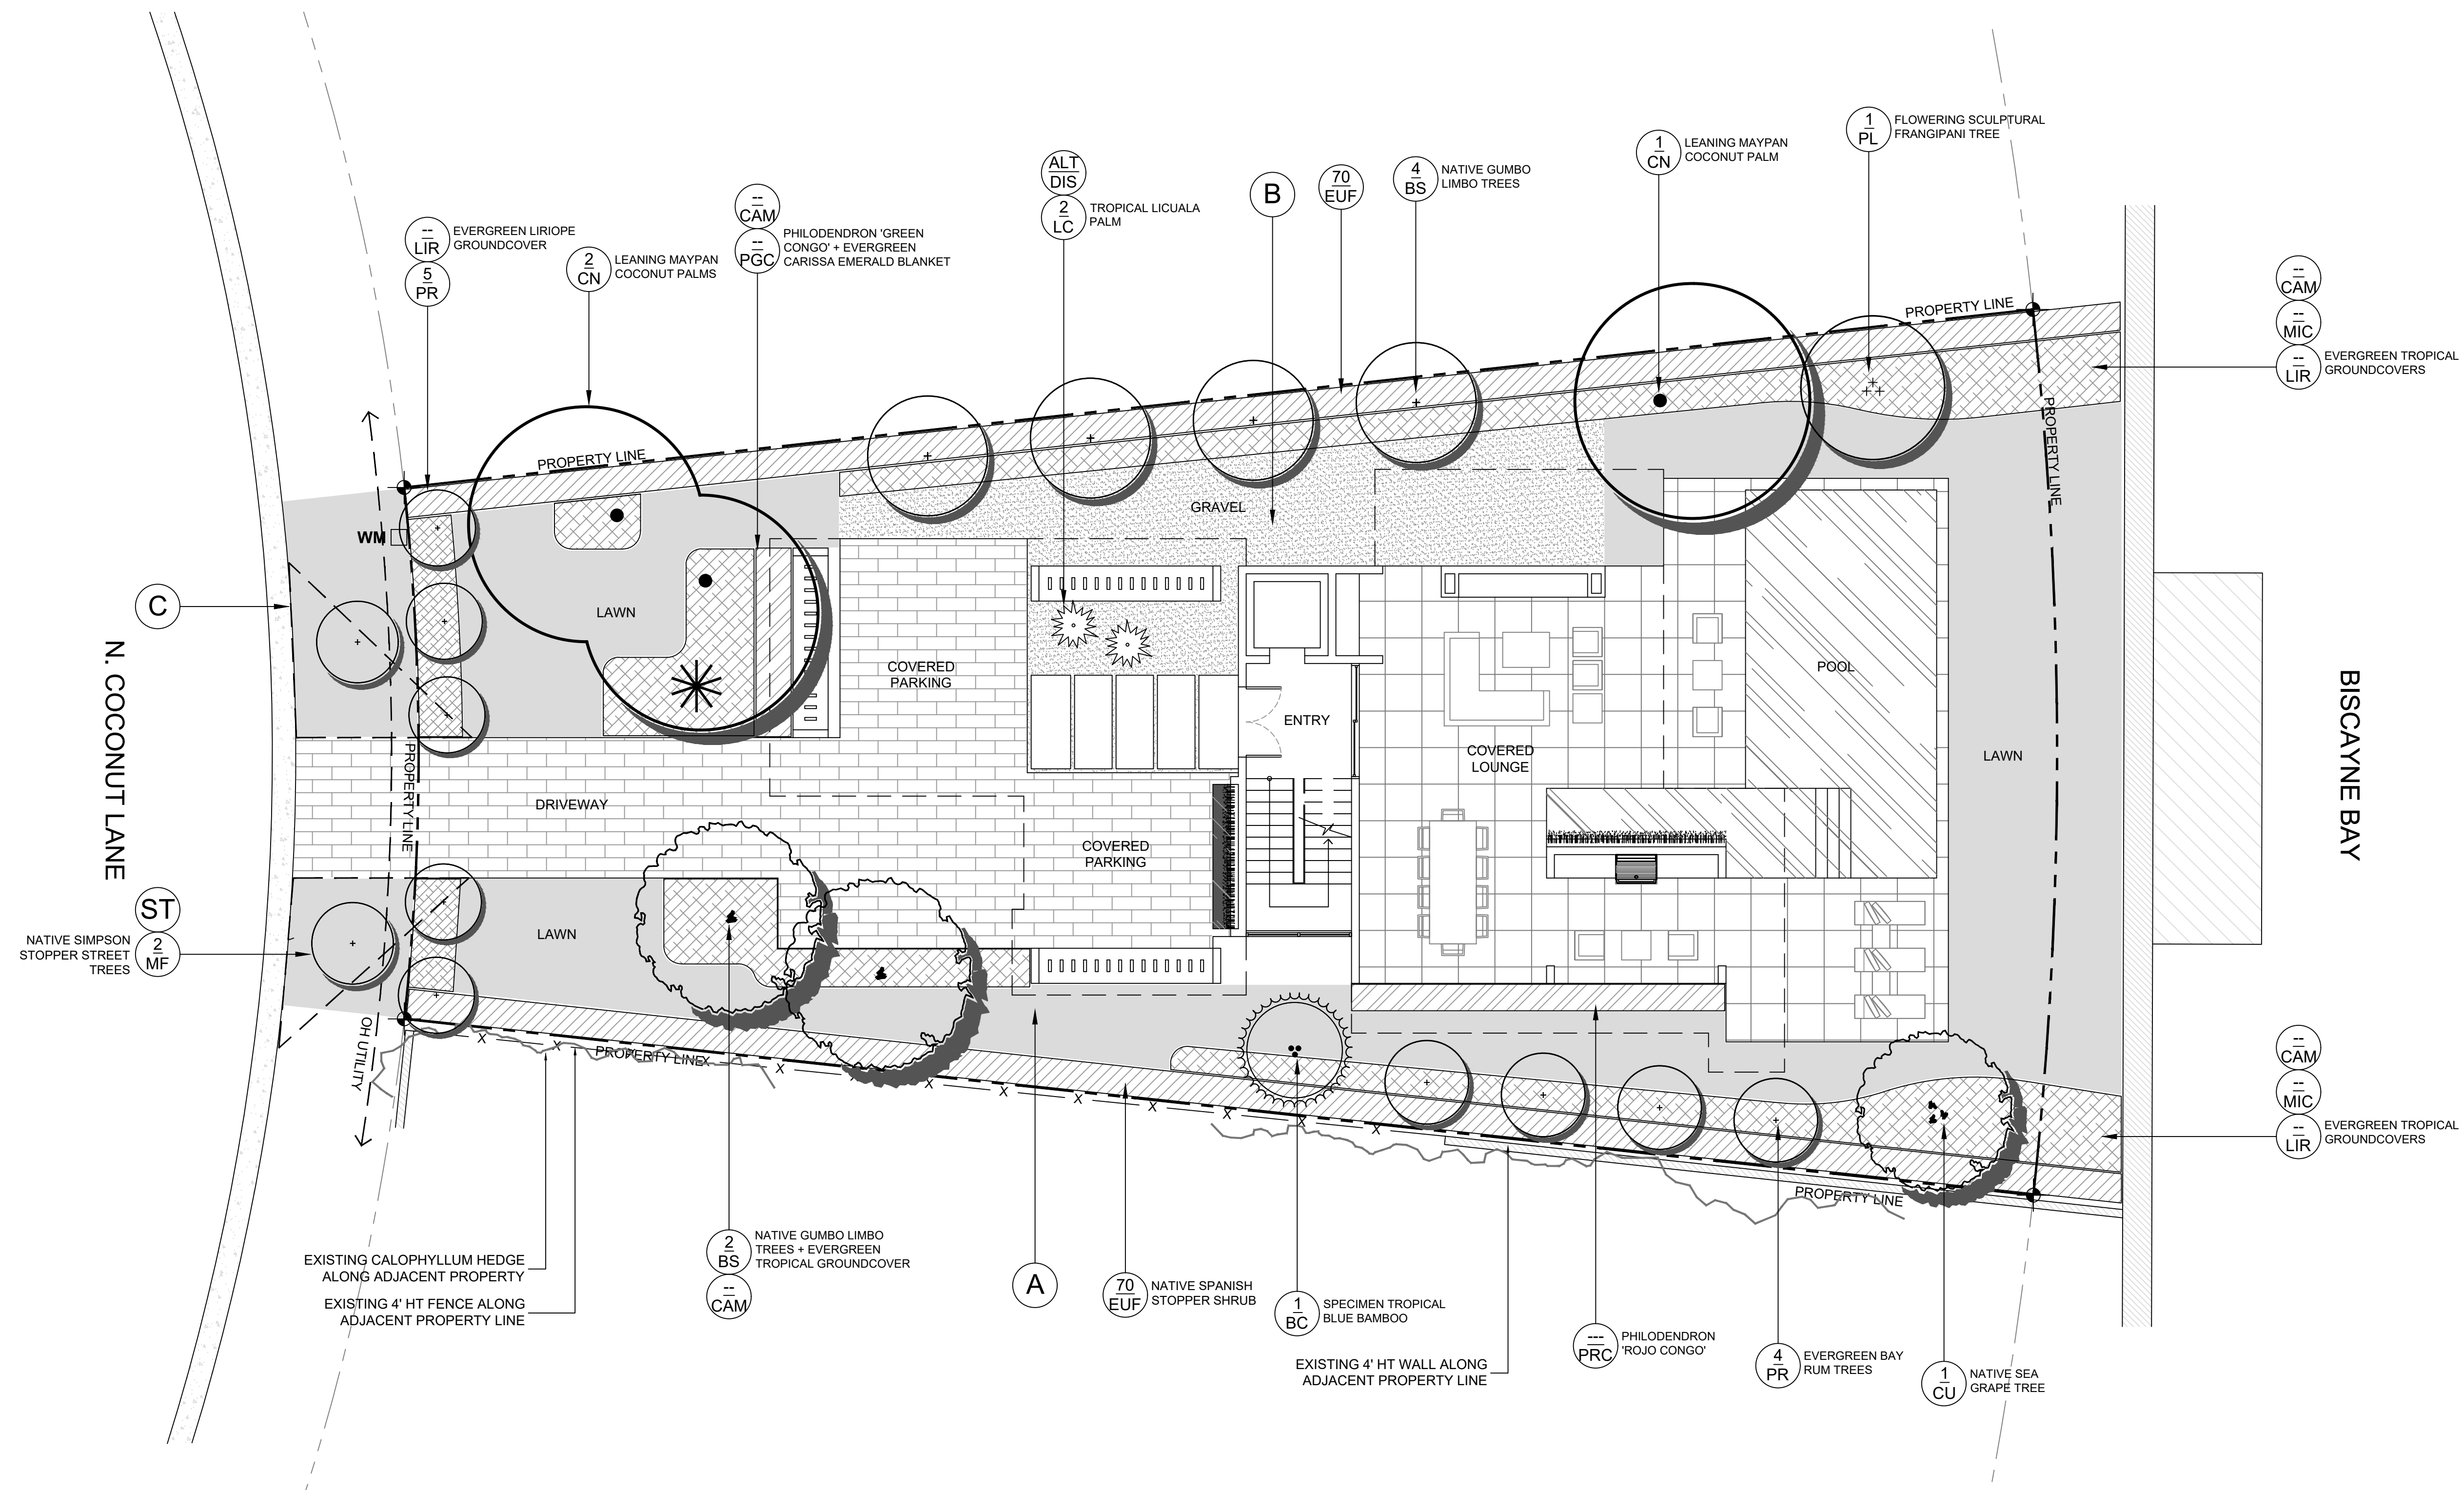 1
PL
FLOWERING SCULPTURAL
FRANGIPANI TREE
1
CN
LEANING MAYPAN
COCONUT PALM
ALT
DIS
2
LC
TROPICAL LICUALA
PALM
B
70
EUF
4
BS
NATIVE GUMBO
LIMBO TREES
--
CAM
--
PGC
PHILODENDRON 'GREEN
CONGO' + EVERGREEN
CARISSA EMERALD BLANKET
--
LIR
EVERGREEN LIRIOPE
GROUNDCOVER
5
PR
2
CN
LEANING MAYPAN
COCONUT PALMS
--
CAM
--
MIC
--
LIR
EVERGREEN TROPICAL
GROUNDCOVERS
PROPERTY LINE
PROPERTY LINE
PROPERTY LINE
GRAVEL
WM
C
LAWN
COVERED
PARKING
POOL
ENTRY
COVERED
LOUNGE
LAWN
N. COCONUT LANE
PROPERTY LINE
DRIVEWAY
BISCAYNE BAY
COVERED
PARKING
ST
2
MF
NATIVE SIMPSON
STOPPER STREET
TREES
LAWN
OH UTILITY
X
X
PROPERTY LINE
X
X
X
X
X
X
X
X
X
X
X
PROPERTY LINE
--
CAM
--
MIC
--
LIR
EVERGREEN TROPICAL
GROUNDCOVERS
EXISTING CALOPHYLLUM HEDGE
ALONG ADJACENT PROPERTY
EXISTING 4' HT FENCE ALONG
ADJACENT PROPERTY LINE
2
BS
NATIVE GUMBO LIMBO
TREES + EVERGREEN
TROPICAL GROUNDCOVER
--
CAM
A
70
EUF
NATIVE SPANISH
STOPPER SHRUB
1
BC
SPECIMEN TROPICAL
BLUE BAMBOO
EXISTING 4' HT WALL ALONG
ADJACENT PROPERTY LINE
---
PRC
PHILODENDRON
'ROJO CONGO'
4
PR
EVERGREEN BAY
RUM TREES
1
CU
NATIVE SEA
GRAPE TREE